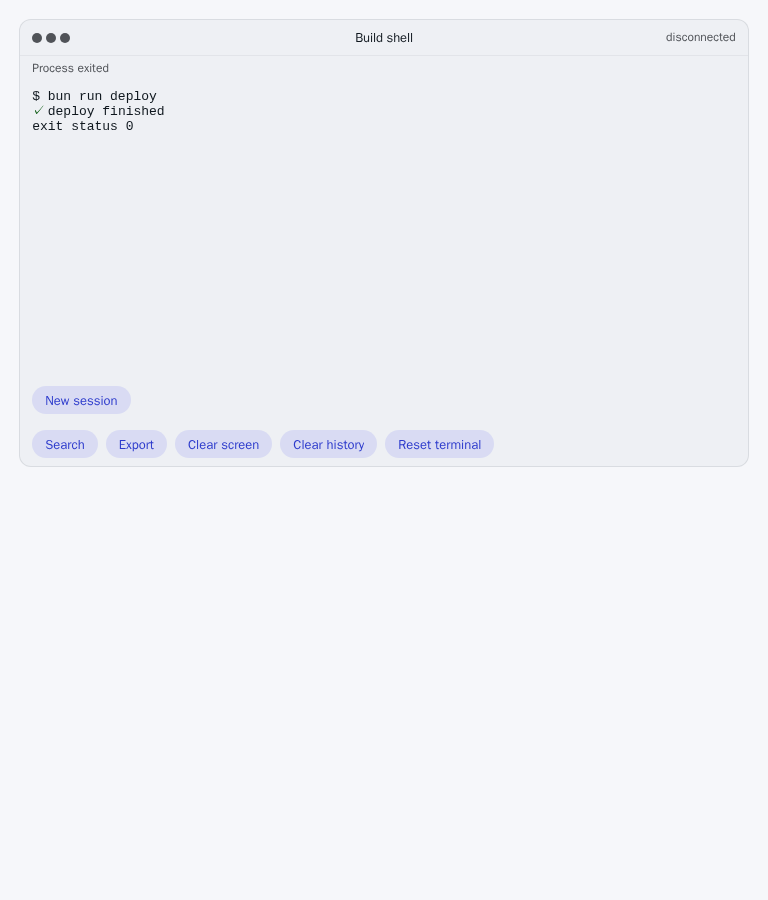 Build shell
disconnected
Process exited
$ bun run deploy
✓ deploy finished
exit status 0
New session
Search Export Clear screen Clear history Reset terminal